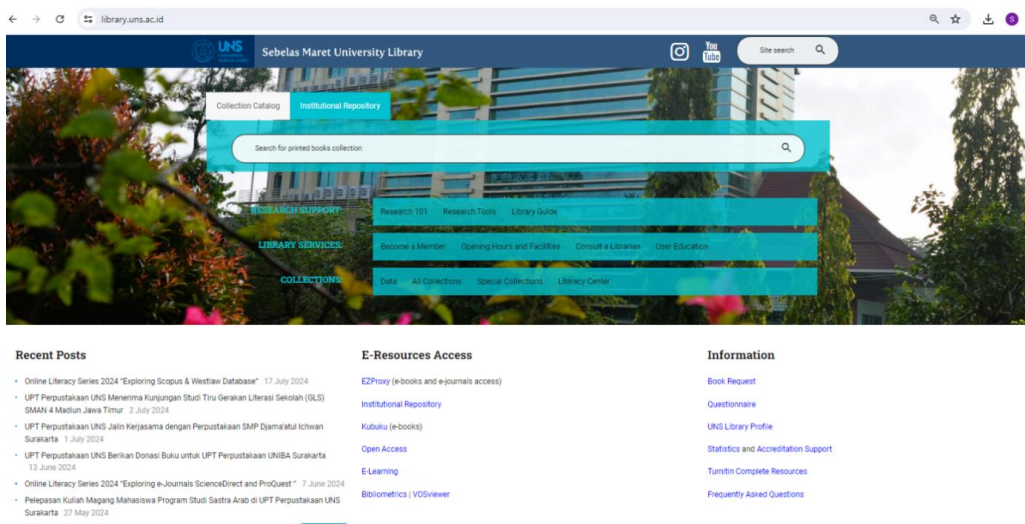 library.uns.ac.id
UNS
Sebelas Maret University Library
You
Tube
Site search
Collection Catalog
Institutional Repository
Search for printed books collection
RESEARCH SUPPORT:
Research 101 Research Tools Library Guide
LIBRARY SERVICES:
Become a Member Opening Hours and Facilities Consult a Librarian User Education
COLLECTIONS:
Data All Collections Special Collections Literacy Center
Recent Posts
Online Literacy Series 2024 "Exploring Scopus & Westlaw Database" 17 July 2024
UPT Perpustakaan UNS Menerima Kunjungan Studi Tiru Gerakan Literasi Sekolah (GLS)
SMAN 4 Madiun Jawa Timur 2 July 2024
UPT Perpustakaan UNS Jalin Kerjasama dengan Perpustakaan SMP Djama'atul Ichwan
Surakarta 1 July 2024
UPT Perpustakaan UNS Berikan Donasi Buku untuk UPT Perpustakaan UNIBA Surakarta
13 June 2024
Online Literacy Series 2024 "Exploring e-Journals ScienceDirect and ProQuest " 7 June 2024
Pelepasan Kuliah Magang Mahasiswa Program Studi Sastra Arab di UPT Perpustakaan UNS
Surakarta 27 May 2024
E-Resources Access
EZProxy (e-books and e-journals access)
Institutional Repository
Kubuku (e-books)
Open Access
E-Learning
Bibliometrics | VOSviewer
Information
Book Request
Questionnaire
UNS Library Profile
Statistics and Accreditation Support
Turnitin Complete Resources
Frequently Asked Questions